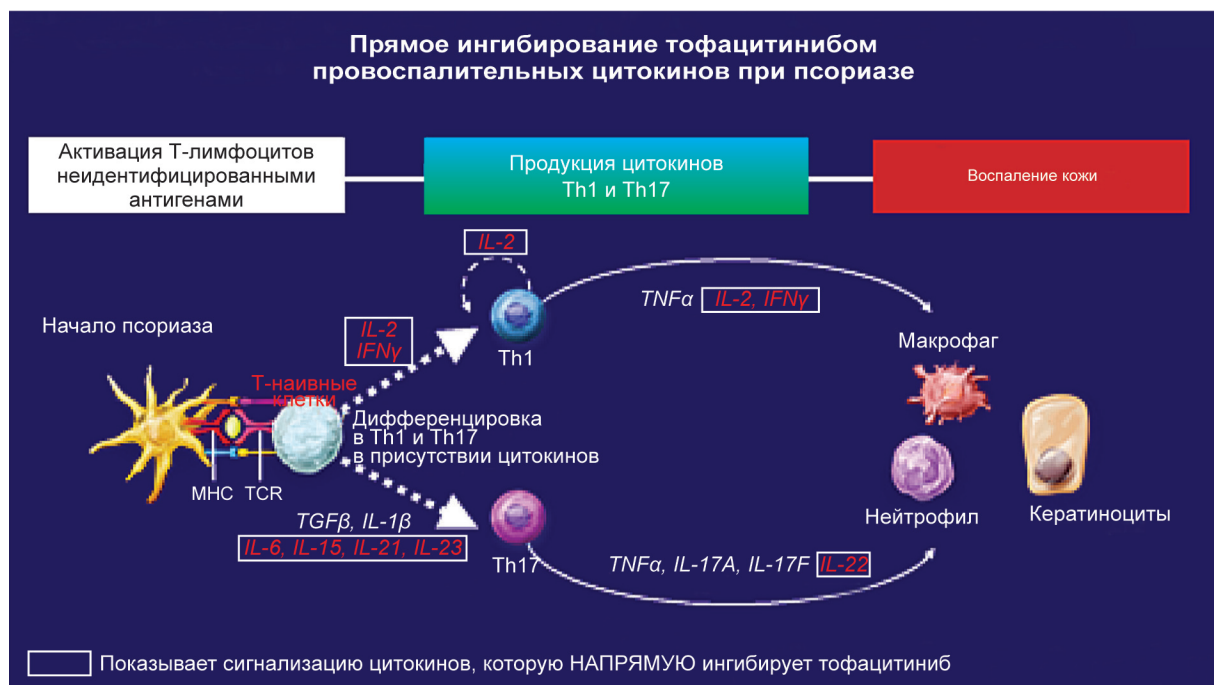 Прямое ингибирование тофацитинибом
провоспалительных цитокинов при псориазе
Активация Т-лимфоцитов
неидентифицированными
антигенами
Продукция цитокинов
Th1 и Th17
Воспаление кожи
IL-2
TNFα IL-2, IFNγ
Начало псориаза
IL-2
IFNγ
Th1
Макрофаг
Т-наивные
клетки
Дифференцировка
в Th1 и Th17
в присутствии цитокинов
MHC TCR
TGFβ, IL-1β
IL-6, IL-15, IL-21, IL-23
Th17
Нейтрофил
Кератиноциты
TNFα, IL-17A, IL-17F IL-22
Показывает сигнализацию цитокинов, которую НАПРЯМУЮ ингибирует тофацитиниб